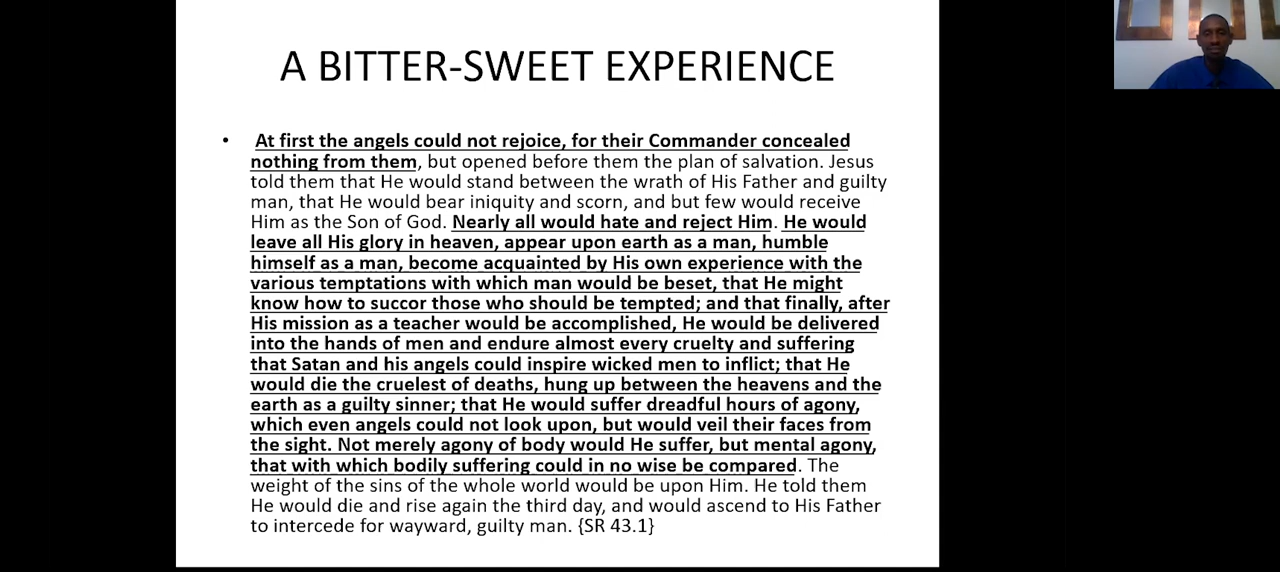 A BITTER-SWEET EXPERIENCE
• At first the angels could not rejoice, for their Commander concealed
nothing from them, but opened before them the plan of salvation. Jesus
told them that He would stand between the wrath of His Father and guilty
man, that He would bear iniquity and scorn, and but few would receive
Him as the Son of God. Nearly all would hate and reject Him. He would
leave all His glory in heaven, appear upon earth as a man, humble
himself as a man, become acquainted by His own experience with the
various temptations with which man would be beset, that He might
know how to succor those who should be tempted; and that finally, after
His mission as a teacher would be accomplished, He would be delivered
into the hands of men and endure almost every cruelty and suffering
that Satan and his angels could inspire wicked men to inflict; that He
would die the cruelest of deaths, hung up between the heavens and the
earth as a guilty sinner; that He would suffer dreadful hours of agony,
which even angels could not look upon, but would veil their faces from
the sight. Not merely agony of body would He suffer, but mental agony,
that with which bodily suffering could in no wise be compared. The
weight of the sins of the whole world would be upon Him. He told them
He would die and rise again the third day, and would ascend to His Father
to intercede for wayward, guilty man. {SR 43.1}